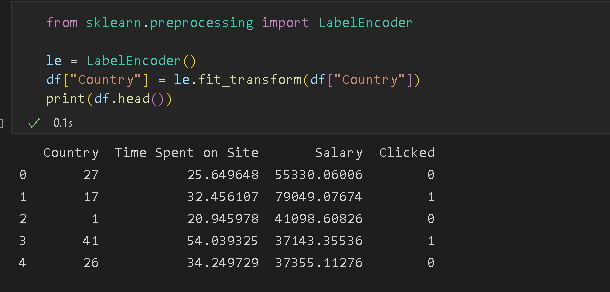 from sklearn.preprocessing import LabelEncoder
le = LabelEncoder()
df["Country"] = le.fit_transform(df["Country"])
print(df.head())
✓ 0.1s
Country Time Spent on Site Salary Clicked
0 27 25.649648 55330.06006 0
1 17 32.456107 79049.07674 1
2 1 20.945978 41098.60826 0
3 41 54.039325 37143.35536 1
4 26 34.249729 37355.11276 0